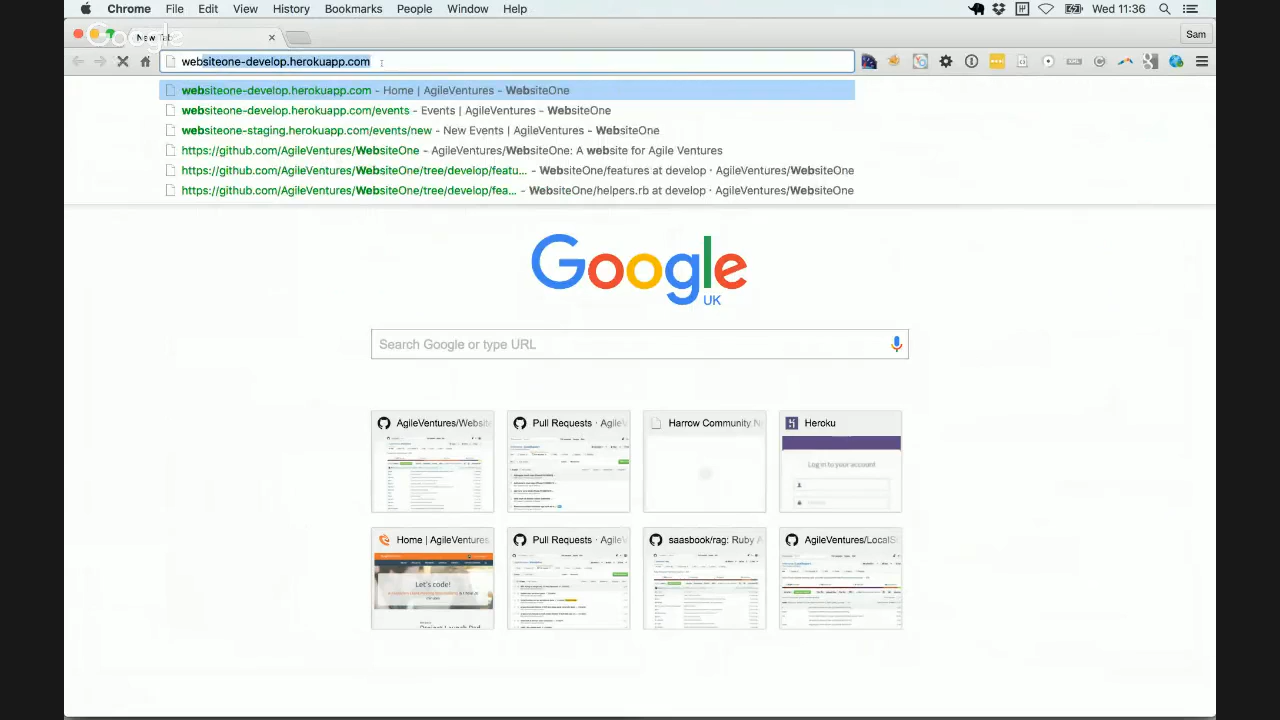 Chrome File Edit View History Bookmarks People Window Help Wed 11:36
Google
New Tab Sam
websiteone-develop.herokuapp.com
websiteone-develop.herokuapp.com - Home | AgileVentures - WebsiteOne
websiteone-develop.herokuapp.com/events - Events | AgileVentures - WebsiteOne
websiteone-staging.herokuapp.com/events/new - New Events | AgileVentures - WebsiteOne
https://github.com/AgileVentures/WebsiteOne - AgileVentures/WebsiteOne: A website for Agile Ventures
https://github.com/AgileVentures/WebsiteOne/tree/develop/featu... - WebsiteOne/features at develop · AgileVentures/WebsiteOne
https://github.com/AgileVentures/WebsiteOne/tree/develop/fea... - WebsiteOne/helpers.rb at develop · AgileVentures/WebsiteOne
Google
UK
Search Google or type URL
AgileVentures/Website Pull Requests · AgileV Harrow Community N Heroku
Log in to your account
Home | AgileVentures Pull Requests · AgileV saasbook/rag: Ruby A AgileVentures/LocalS
Let's code!